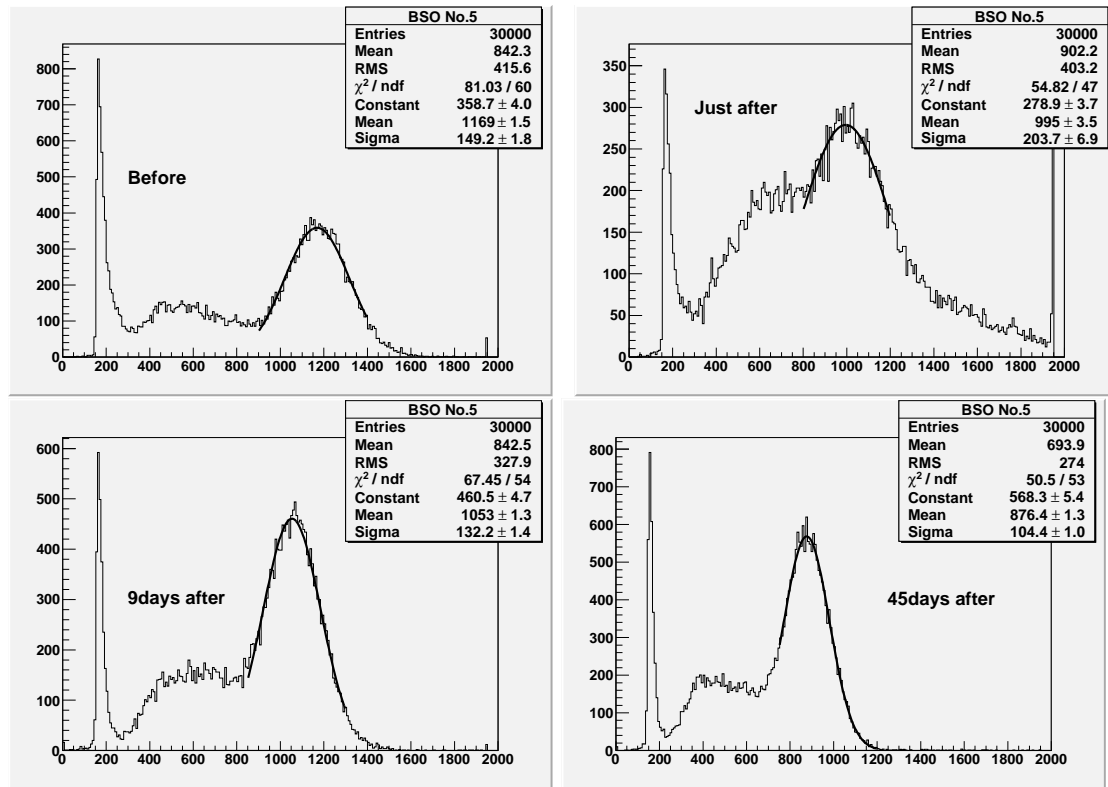 BSO No.5
Entries 30000
Mean 842.3
RMS 415.6
χ² / ndf 81.03 / 60
Constant 358.7 ± 4.0
Mean 1169 ± 1.5
Sigma 149.2 ± 1.8
Before
800
700
600
500
400
300
200
100
0
0 200 400 600 800 1000 1200 1400 1600 1800 2000
BSO No.5
Entries 30000
Mean 902.2
RMS 403.2
χ² / ndf 54.82 / 47
Constant 278.9 ± 3.7
Mean 995 ± 3.5
Sigma 203.7 ± 6.9
Just after
350
300
250
200
150
100
50
0
0 200 400 600 800 1000 1200 1400 1600 1800 2000
BSO No.5
Entries 30000
Mean 842.5
RMS 327.9
χ² / ndf 67.45 / 54
Constant 460.5 ± 4.7
Mean 1053 ± 1.3
Sigma 132.2 ± 1.4
9days after
600
500
400
300
200
100
0
0 200 400 600 800 1000 1200 1400 1600 1800 2000
BSO No.5
Entries 30000
Mean 693.9
RMS 274
χ² / ndf 50.5 / 53
Constant 568.3 ± 5.4
Mean 876.4 ± 1.3
Sigma 104.4 ± 1.0
45days after
800
700
600
500
400
300
200
100
0
0 200 400 600 800 1000 1200 1400 1600 1800 2000